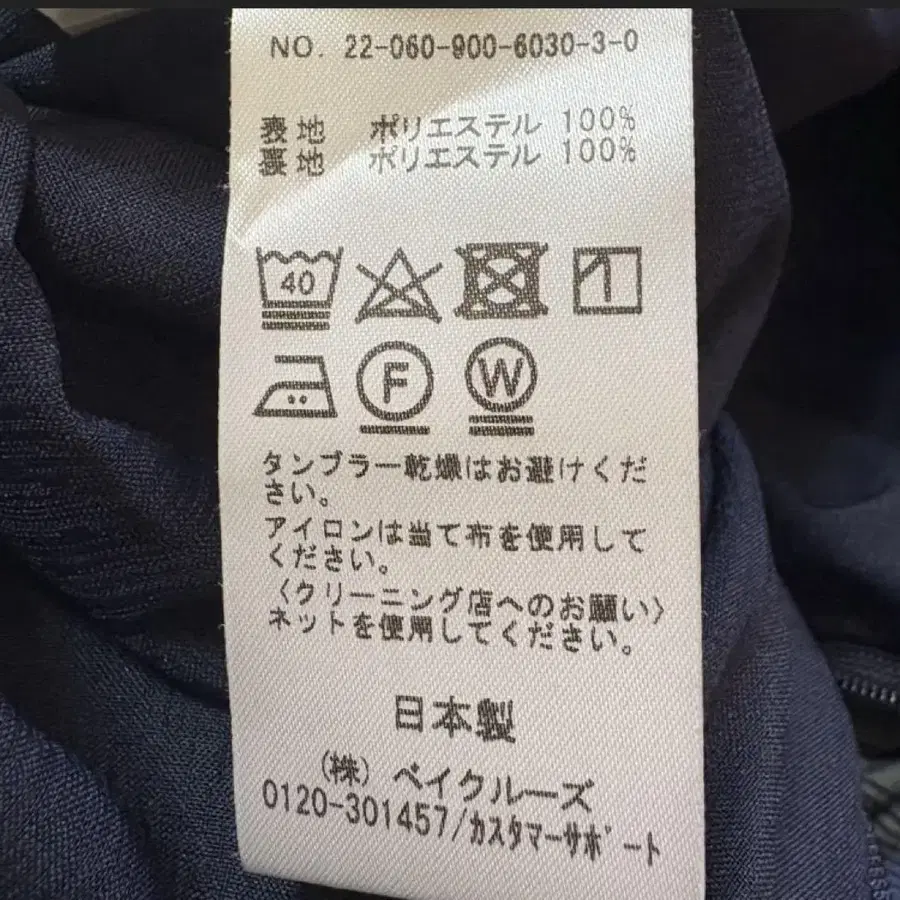 NO. 22-060-900-6030-3-0
表地 ポリエステル 100%
裏地 ポリエステル 100%
40
F W
タンブラー乾燥はお避けくだ
さい。
アイロンは当て布を使用して
ください。
〈クリーニング店へのお願い〉
ネットを使用してください。
日本製
(株) ベイクルーズ
0120-301457/カスタマーサポート